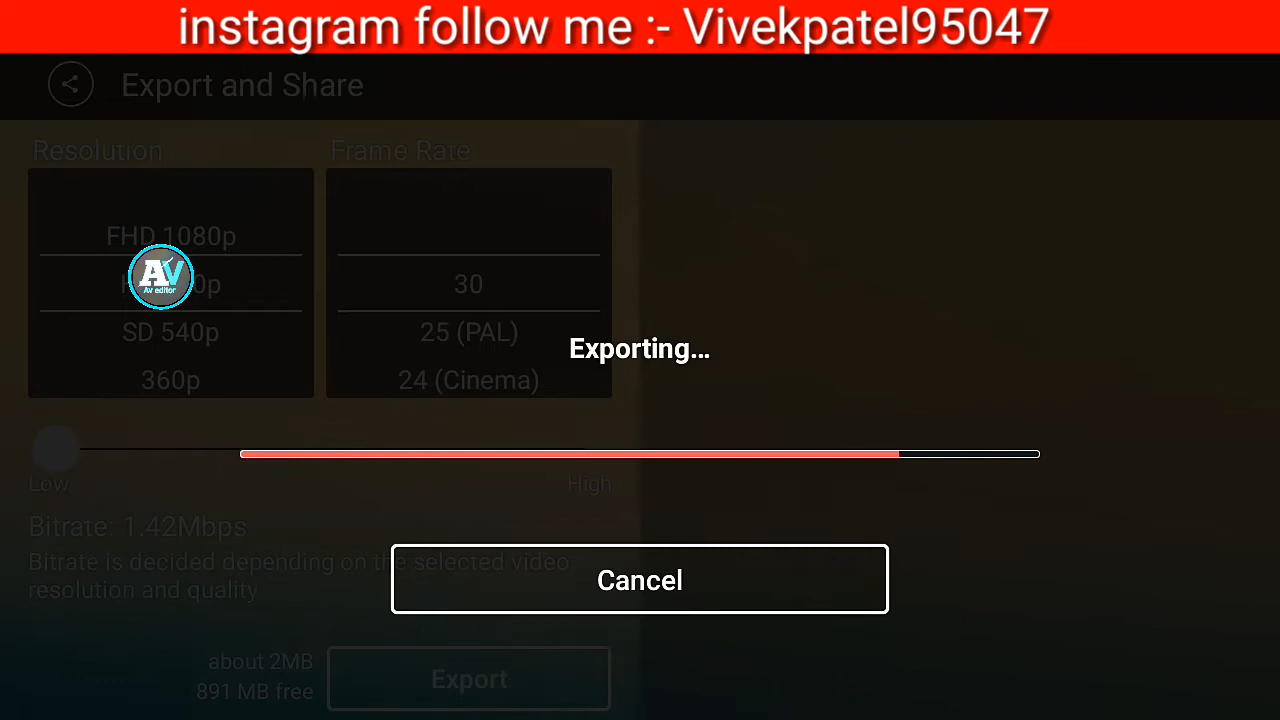 instagram follow me :- Vivekpatel95047
Export and Share
Resolution
Frame Rate
FHD 1080p
30
SD 540p
25 (PAL)
360p
24 (Cinema)
AV
Av editor
Exporting...
Low
High
Bitrate: 1.42Mbps
Bitrate is decided depending on the selected video
resolution and quality
Cancel
about 2MB
891 MB free
Export